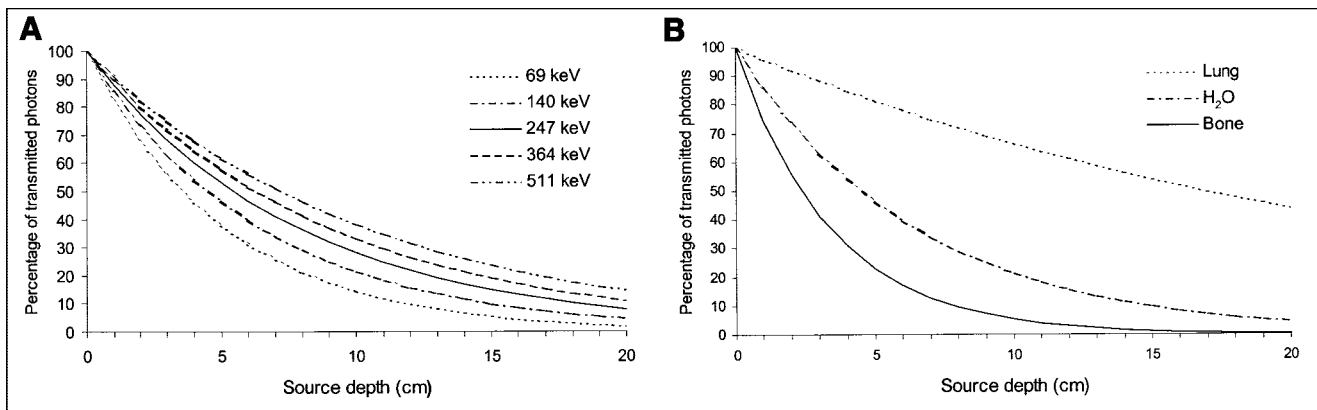 A
Percentage of transmitted photons
100
90
80
70
60
50
40
30
20
10
0
0
5
10
15
20
Source depth (cm)
69 keV
140 keV
247 keV
364 keV
511 keV
B
Percentage of transmitted photons
100
90
80
70
60
50
40
30
20
10
0
0
5
10
15
20
Source depth (cm)
Lung
H₂O
Bone